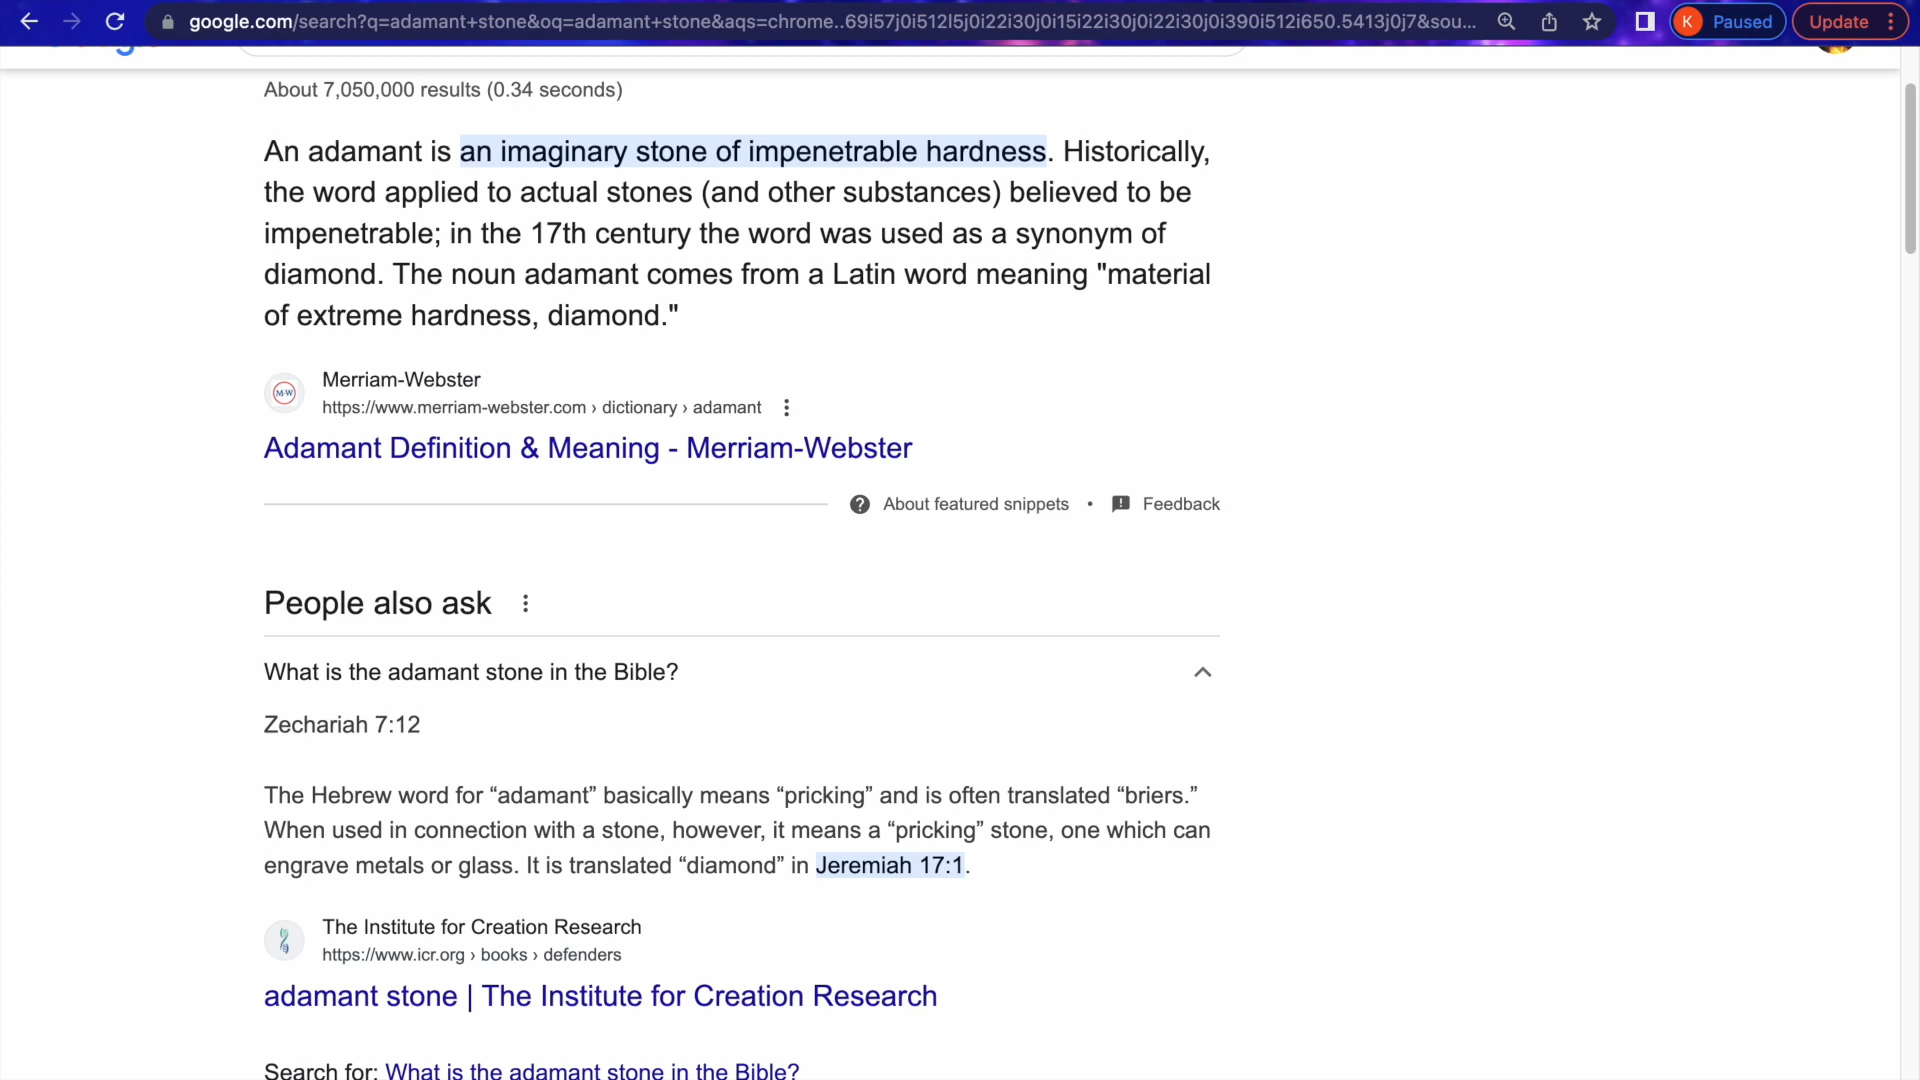 google.com/search?q=adamant+stone&oq=adamant+stone&aqs=chrome..69i57j0i512l5j0i22i30j0i15i22i30j0i22i30j0i390i512i650.5413j0j7&sou... K Paused Update
About 7,050,000 results (0.34 seconds)
An adamant is an imaginary stone of impenetrable hardness. Historically,
the word applied to actual stones (and other substances) believed to be
impenetrable; in the 17th century the word was used as a synonym of
diamond. The noun adamant comes from a Latin word meaning "material
of extreme hardness, diamond."
M-W
Merriam-Webster
https://www.merriam-webster.com › dictionary › adamant
Adamant Definition & Meaning - Merriam-Webster
About featured snippets • Feedback
People also ask
What is the adamant stone in the Bible?
Zechariah 7:12
The Hebrew word for “adamant” basically means “pricking” and is often translated “briers.”
When used in connection with a stone, however, it means a “pricking” stone, one which can
engrave metals or glass. It is translated “diamond” in Jeremiah 17:1.
The Institute for Creation Research
https://www.icr.org › books › defenders
adamant stone | The Institute for Creation Research
Search for: What is the adamant stone in the Bible?